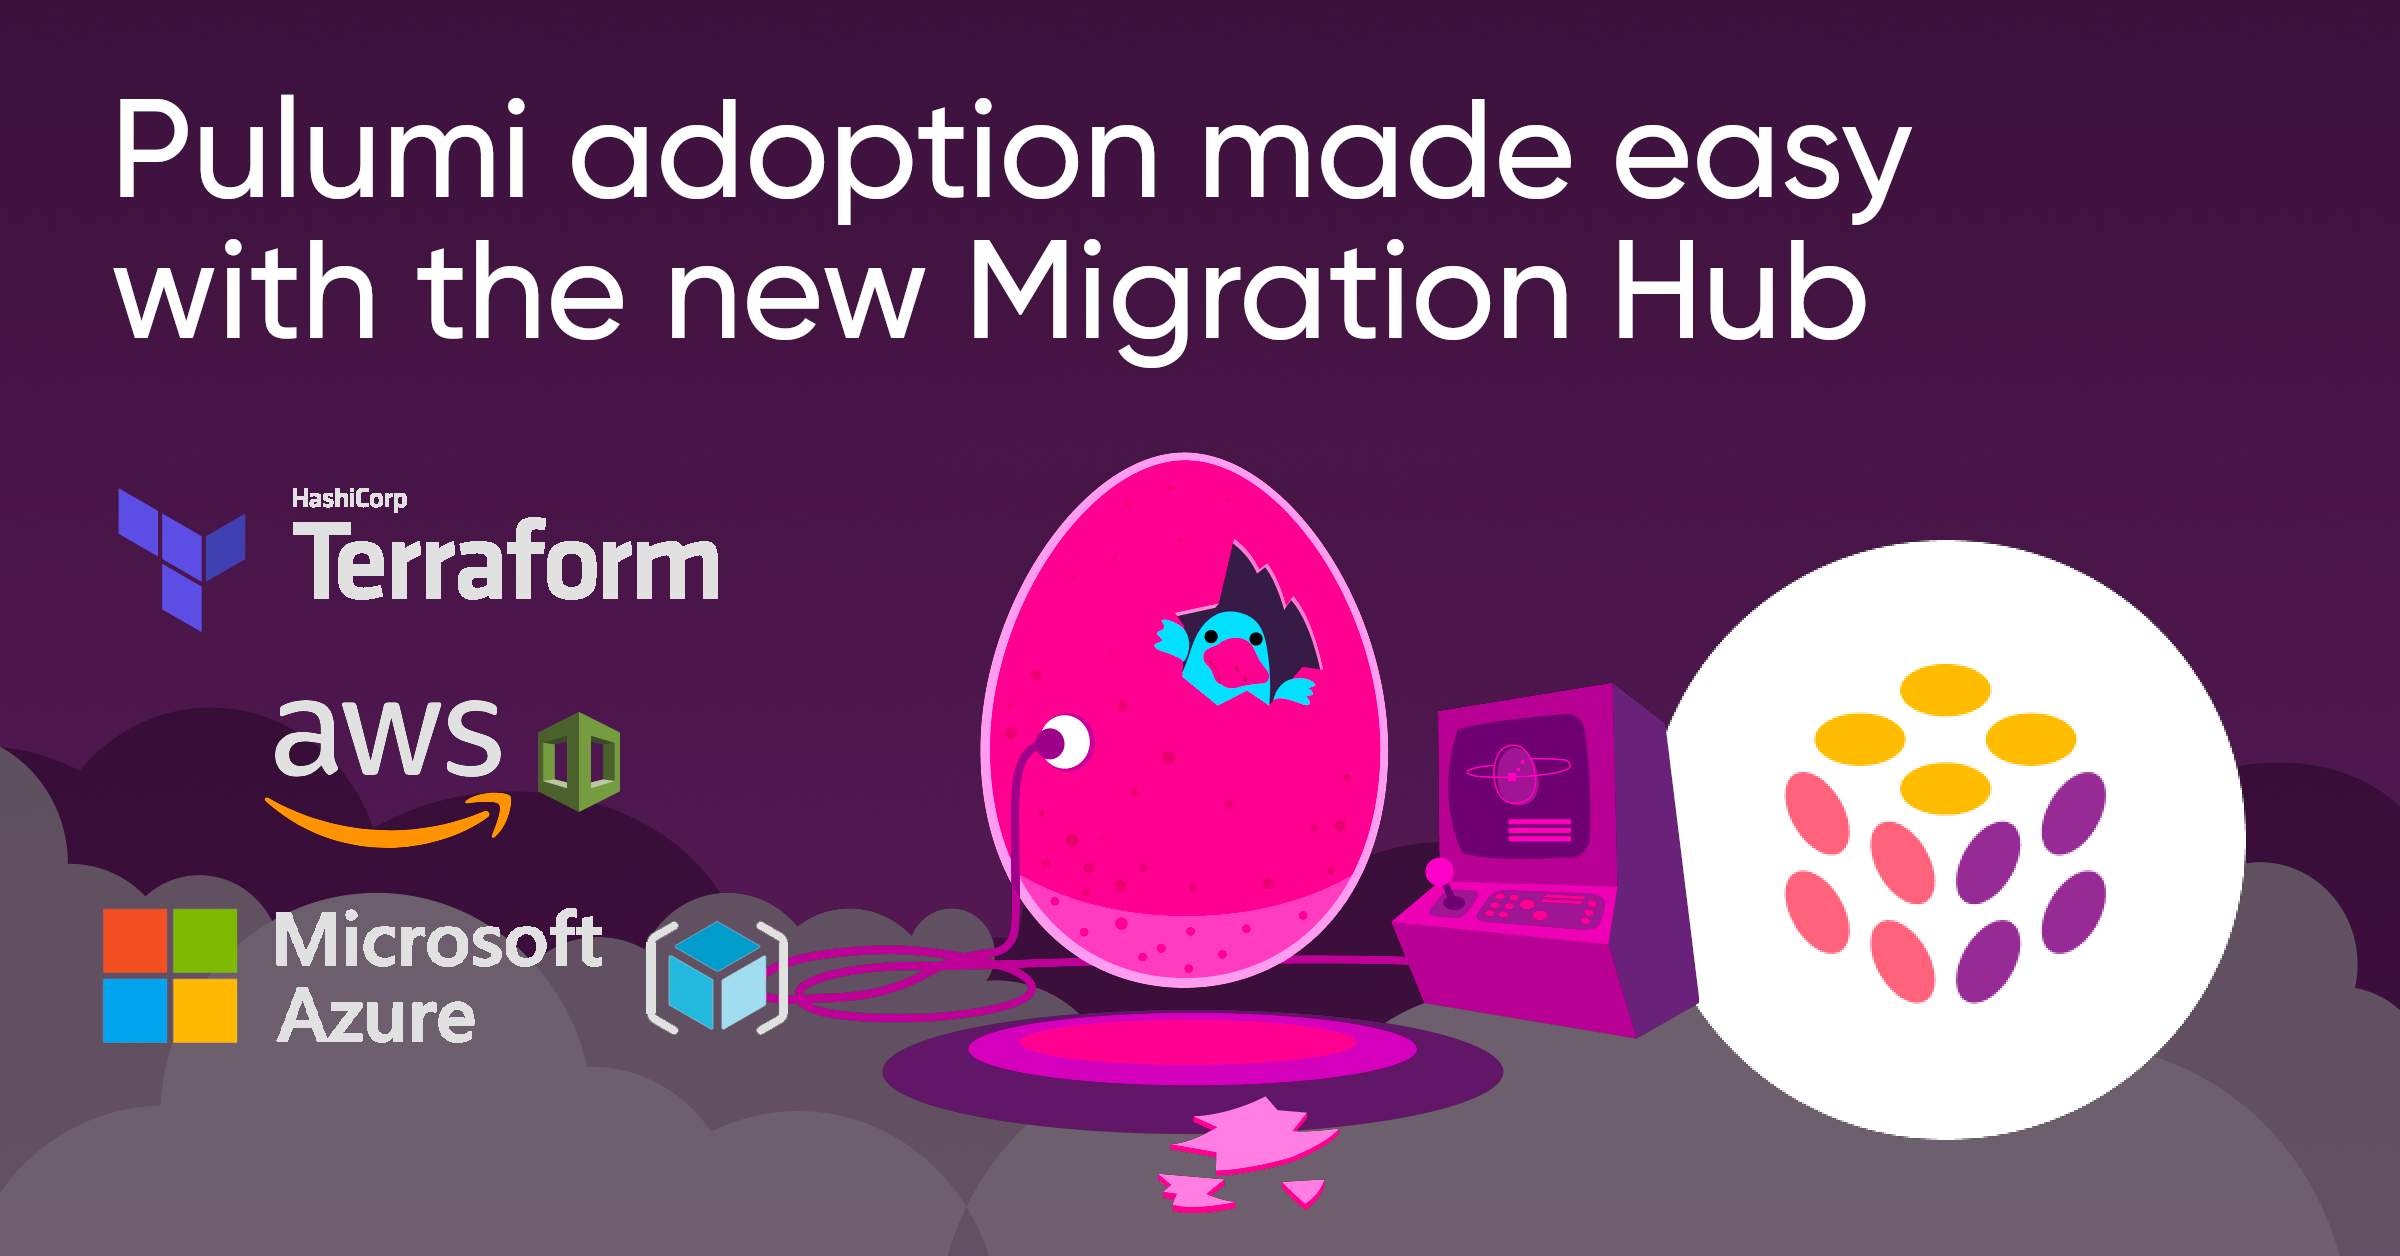 Pulumi adoption made easy
with the new Migration Hub
HashiCorp
Terraform
aws
Microsoft
Azure